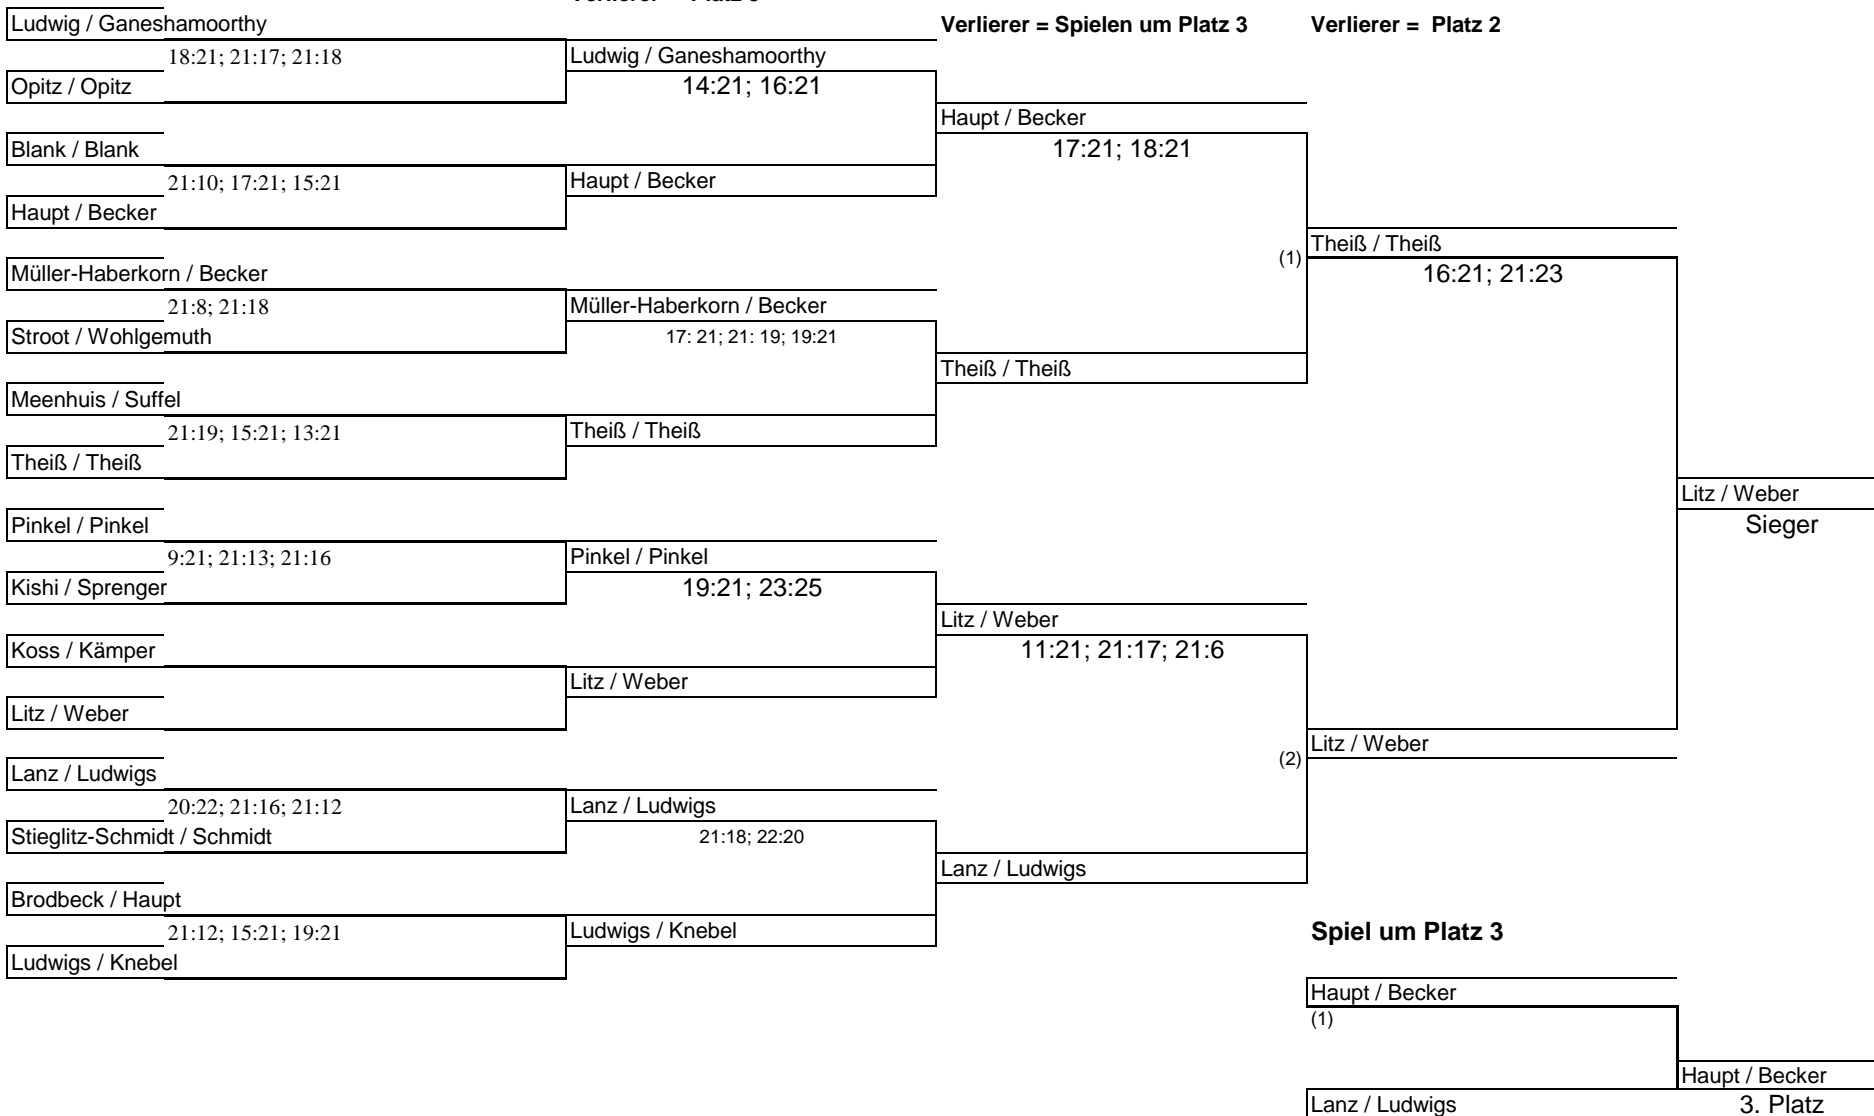 Verlierer = Spielen um Platz 3
Verlierer = Platz 2
Ludwig / Ganeshamoorthy
18:21; 21:17; 21:18
Opitz / Opitz
Blank / Blank
21:10; 17:21; 15:21
Haupt / Becker
Müller-Haberkorn / Becker
21:8; 21:18
Stroot / Wohlgemuth
Meenhuis / Suffel
21:19; 15:21; 13:21
Theiß / Theiß
Pinkel / Pinkel
9:21; 21:13; 21:16
Kishi / Sprenger
Koss / Kämper
Litz / Weber
Lanz / Ludwigs
20:22; 21:16; 21:12
Stieglitz-Schmidt / Schmidt
Brodbeck / Haupt
21:12; 15:21; 19:21
Ludwigs / Knebel
Ludwig / Ganeshamoorthy
14:21; 16:21
Haupt / Becker
Müller-Haberkorn / Becker
17: 21; 21: 19; 19:21
Theiß / Theiß
Pinkel / Pinkel
19:21; 23:25
Litz / Weber
Lanz / Ludwigs
21:18; 22:20
Ludwigs / Knebel
Haupt / Becker
17:21; 18:21
(1)
Theiß / Theiß
Litz / Weber
11:21; 21:17; 21:6
(2)
Lanz / Ludwigs
Theiß / Theiß
16:21; 21:23
Litz / Weber
Litz / Weber
Sieger
Spiel um Platz 3
Haupt / Becker
(1)
Lanz / Ludwigs
Haupt / Becker
3. Platz